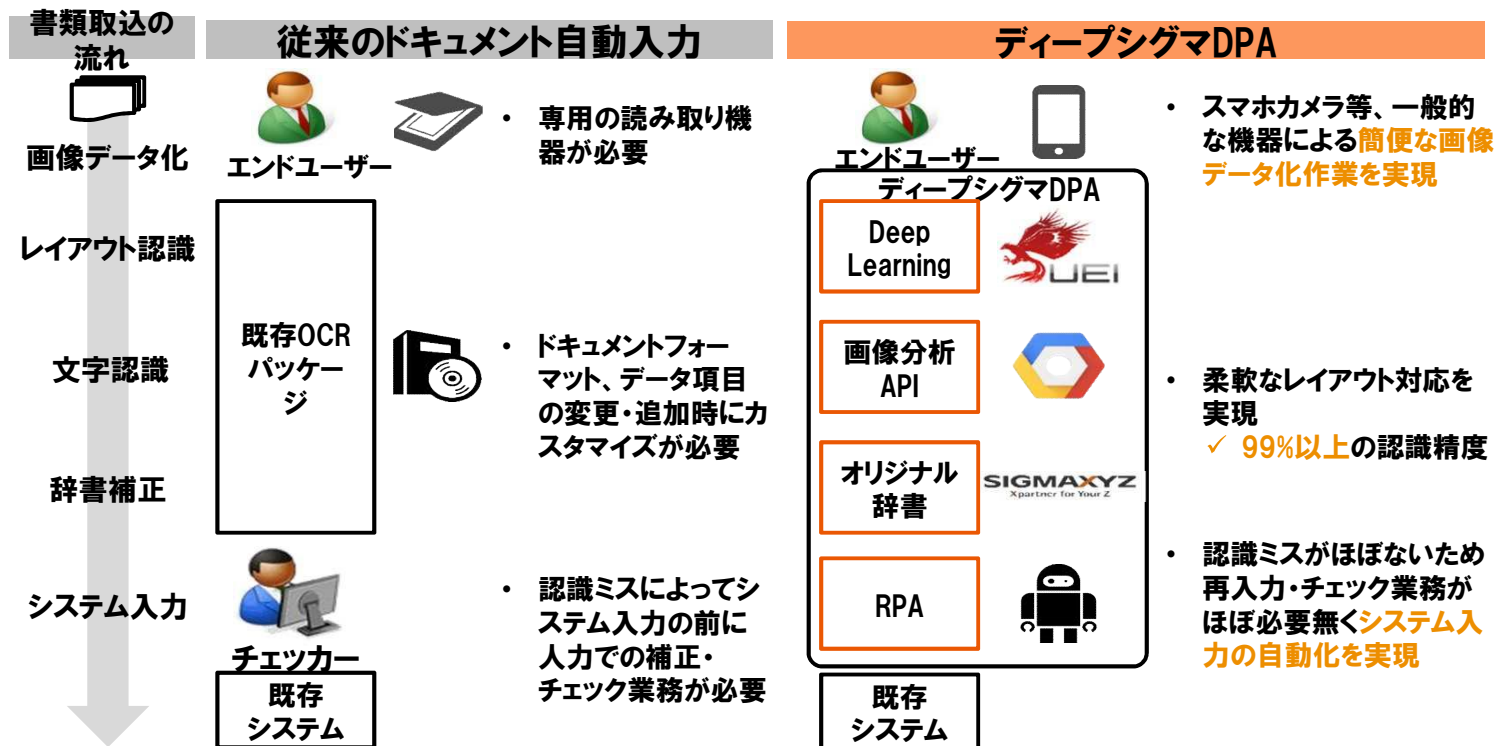 書類取込の
流れ
画像データ化
レイアウト認識
文字認識
辞書補正
システム入力
従来のドキュメント自動入力
エンドユーザー
・ 専用の読み取り機
器が必要
既存OCR
パッケー
ジ
・ ドキュメントフォー
マット、データ項目
の変更・追加時にカ
スタマイズが必要
チェッカー
・ 認識ミスによってシ
ステム入力の前に
人力での補正・
チェック業務が必要
既存
システム
ディープシグマDPA
エンドユーザー
・ スマホカメラ等、一般的
な機器による簡便な画像
データ化作業を実現
ディープシグマDPA
Deep
Learning
UEI
画像分析
API
・ 柔軟なレイアウト対応を
実現
✓ 99%以上の認識精度
オリジナル
辞書
SIGMAXYZ
Xpartner for Your Z
RPA
・ 認識ミスがほぼないため
再入力・チェック業務が
ほぼ必要無くシステム入
力の自動化を実現
既存
システム